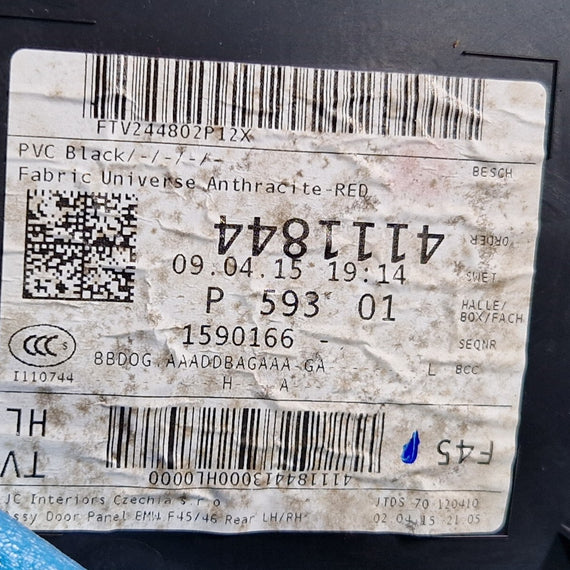 FTV244802P12X
PVC Black/-/-/-/-
Fabric Universe Anthracite-RED
BESCH
4111844
ORDER
09.04.15 19:14
SWET
P 593 01
HALLE/
BOX/FACH
1590166 -
SEQNR
8BDOG.AAADDBAGAAA-GA
L BCC
H A
CCC S
I110744
HL
TV
411184413000HL0000
F45
JC Interiors Czechia s r o
ssy Door Panel BMW F45/46 Rear LH/RH
JTDS 70 120410
02.04.15 21:05